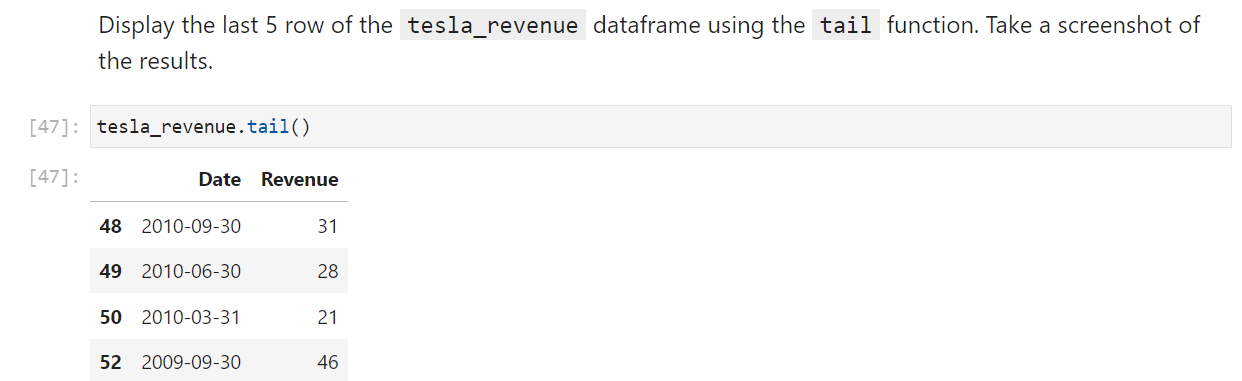 Display the last 5 row of the tesla_revenue dataframe using the tail function. Take a screenshot of
the results.
[47]: tesla_revenue.tail()
[47]: Date Revenue
48 2010-09-30 31
49 2010-06-30 28
50 2010-03-31 21
52 2009-09-30 46